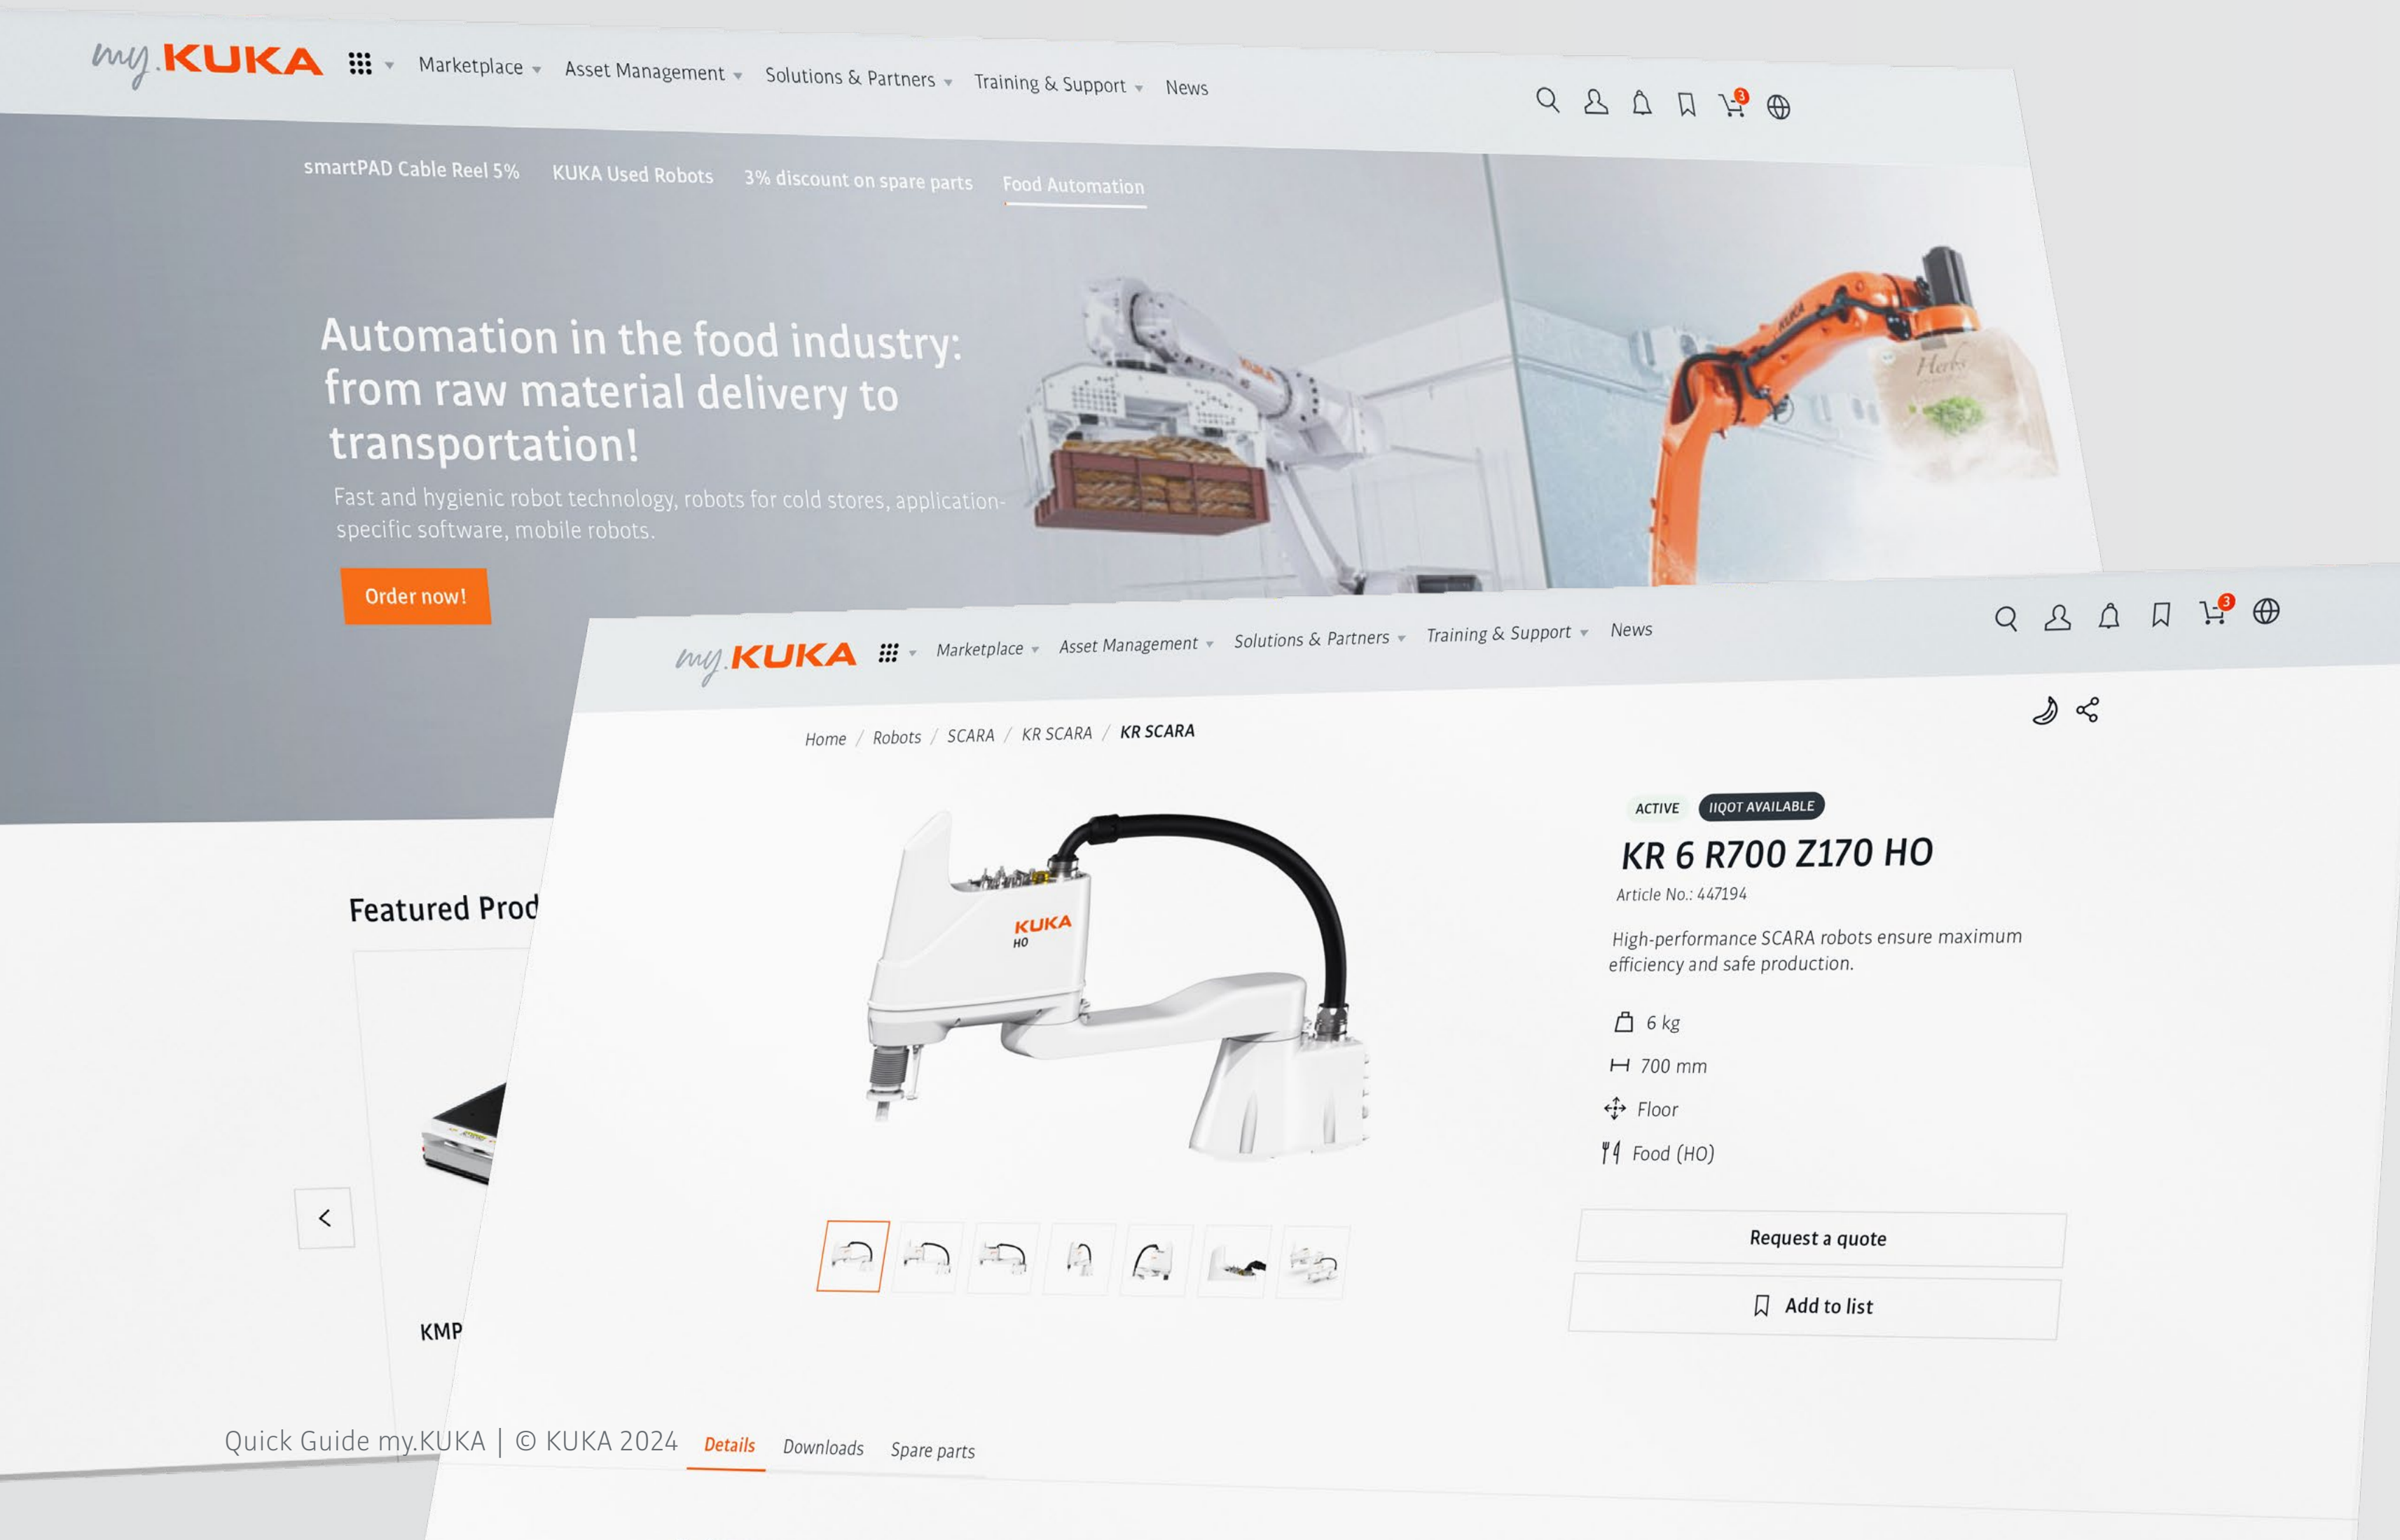 my.KUKA Marketplace Asset Management Solutions & Partners Training & Support News 3
smartPAD Cable Reel 5% KUKA Used Robots 3% discount on spare parts Food Automation
Automation in the food industry:
from raw material delivery to
transportation!
Fast and hygienic robot technology, robots for cold stores, application-
specific software, mobile robots.
Order now!
KUKA
KUKA
Herbs
Featured Prod
KMP
my.KUKA Marketplace Asset Management Solutions & Partners Training & Support News 3
Home / Robots / SCARA / KR SCARA / KR SCARA
KUKA
HO
ACTIVE IIQOT AVAILABLE
KR 6 R700 Z170 HO
Article No.: 447194
High-performance SCARA robots ensure maximum
efficiency and safe production.
6 kg
700 mm
Floor
Food (HO)
Request a quote
Add to list
Details Downloads Spare parts
Quick Guide my.KUKA | © KUKA 2024